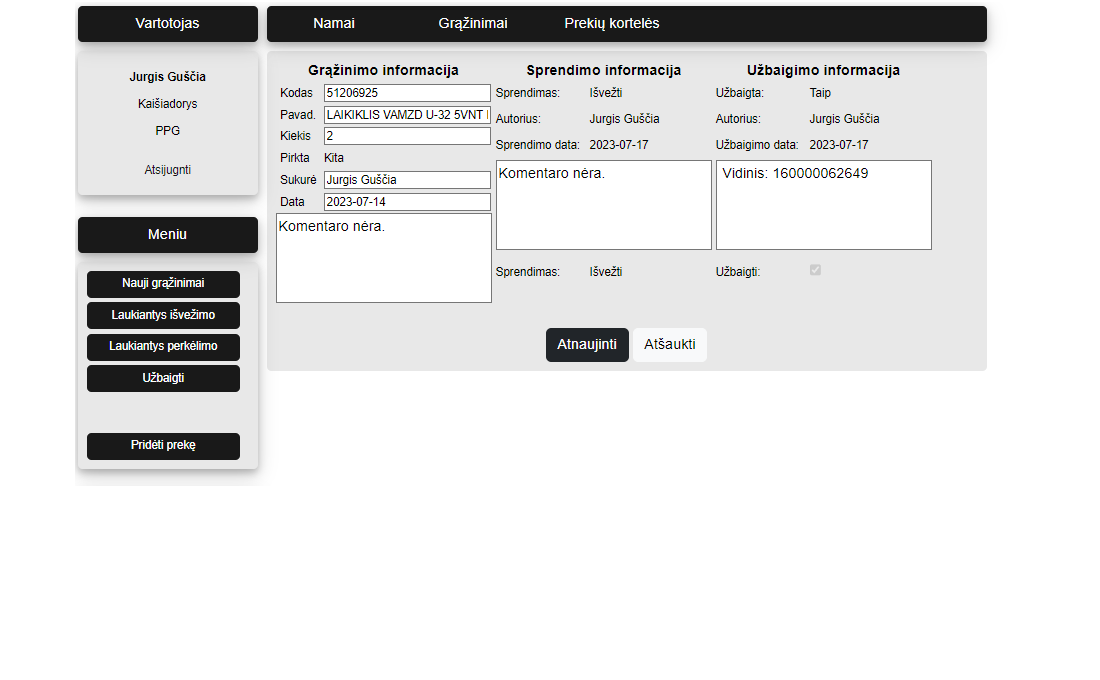 Vartotojas
Namai Grąžinimai Prekių kortelės
Jurgis Guščia
Kaišiadorys
PPG
Atsijugnti
Meniu
Nauji grąžinimai
Laukiantys išvežimo
Laukiantys perkėlimo
Užbaigti
Pridėti prekę
Grąžinimo informacija
Kodas 51206925
Pavad. LAIKIKLIS VAMZD U-32 5VNT
Kiekis 2
Pirkta Kita
Sukurė Jurgis Guščia
Data 2023-07-14
Komentaro nėra.
Sprendimo informacija
Sprendimas: Išvežti
Autorius: Jurgis Guščia
Sprendimo data: 2023-07-17
Komentaro nėra.
Sprendimas: Išvežti
Užbaigimo informacija
Užbaigta: Taip
Autorius: Jurgis Guščia
Užbaigimo data: 2023-07-17
Vidinis: 160000062649
Užbaigti:
Atnaujinti Atšaukti